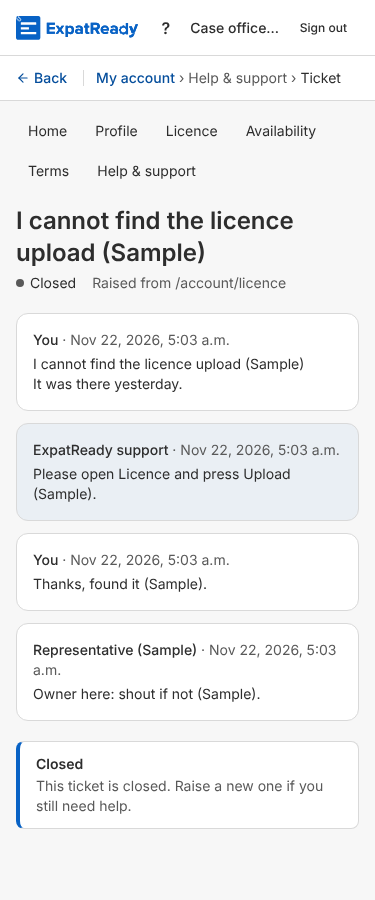 ExpatReady ? Case office... Sign out
← Back My account › Help & support › Ticket
Home Profile Licence Availability
Terms Help & support
I cannot find the licence
upload (Sample)
Closed Raised from /account/licence
You · Nov 22, 2026, 5:03 a.m.
I cannot find the licence upload (Sample)
It was there yesterday.
ExpatReady support · Nov 22, 2026, 5:03 a.m.
Please open Licence and press Upload
(Sample).
You · Nov 22, 2026, 5:03 a.m.
Thanks, found it (Sample).
Representative (Sample) · Nov 22, 2026, 5:03
a.m.
Owner here: shout if not (Sample).
Closed
This ticket is closed. Raise a new one if you
still need help.